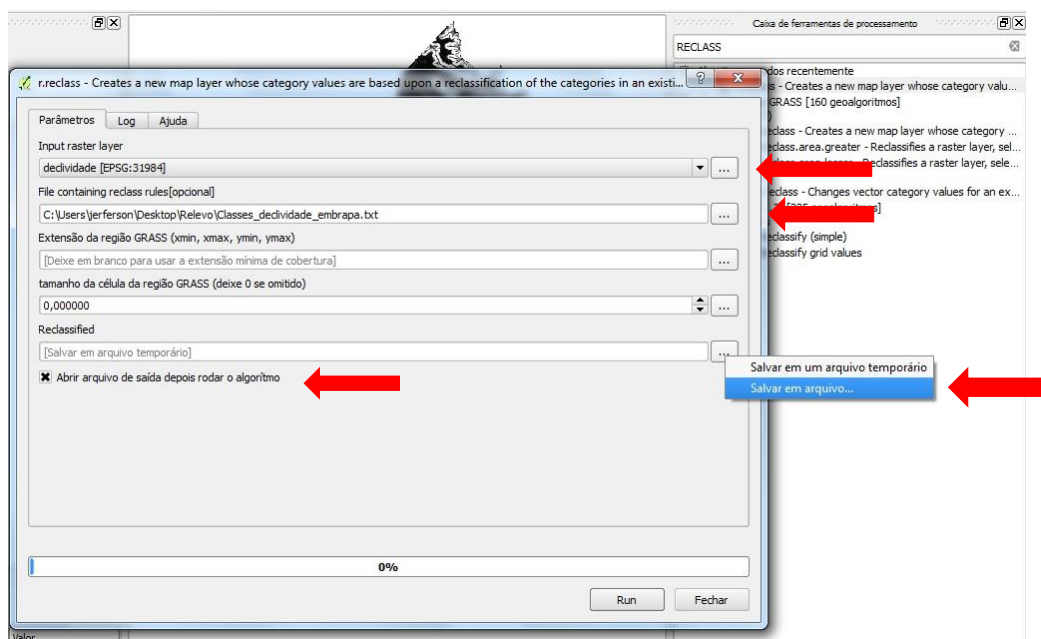 Caixa de ferramentas de processamento
RECLASS
dos recentemente
r.reclass - Creates a new map layer whose category values are based upon a reclassification of the categories in an existi...
s - Creates a new map layer whose category valu...
GRASS [160 geoalgoritmos]
Parâmetros Log Ajuda
eclass - Creates a new map layer whose category ...
Input raster layer
eclass.area.greater - Reclassifies a raster layer, sel...
declividade [EPSG:31984]
...
Reclassifies a raster layer, sele...
File containing reclass rules[opcional]
eclass - Changes vector category values for an ex...
C:\Users\jerferson\Desktop\Relevo\Classes_declividade_embrapa.txt
...
geoalgoritmos]
Extensão da região GRASS (xmin, xmax, ymin, ymax)
eclassify (simple)
[Deixe em branco para usar a extensão mínima de cobertura]
...
eclassify grid values
tamanho da célula da região GRASS (deixe 0 se omitido)
0,000000
...
Reclassified
[Salvar em arquivo temporário]
...
Salvar em um arquivo temporário
Abrir arquivo de saída depois rodar o algorítmo
Salvar em arquivo...
0%
Run Fechar
Valor